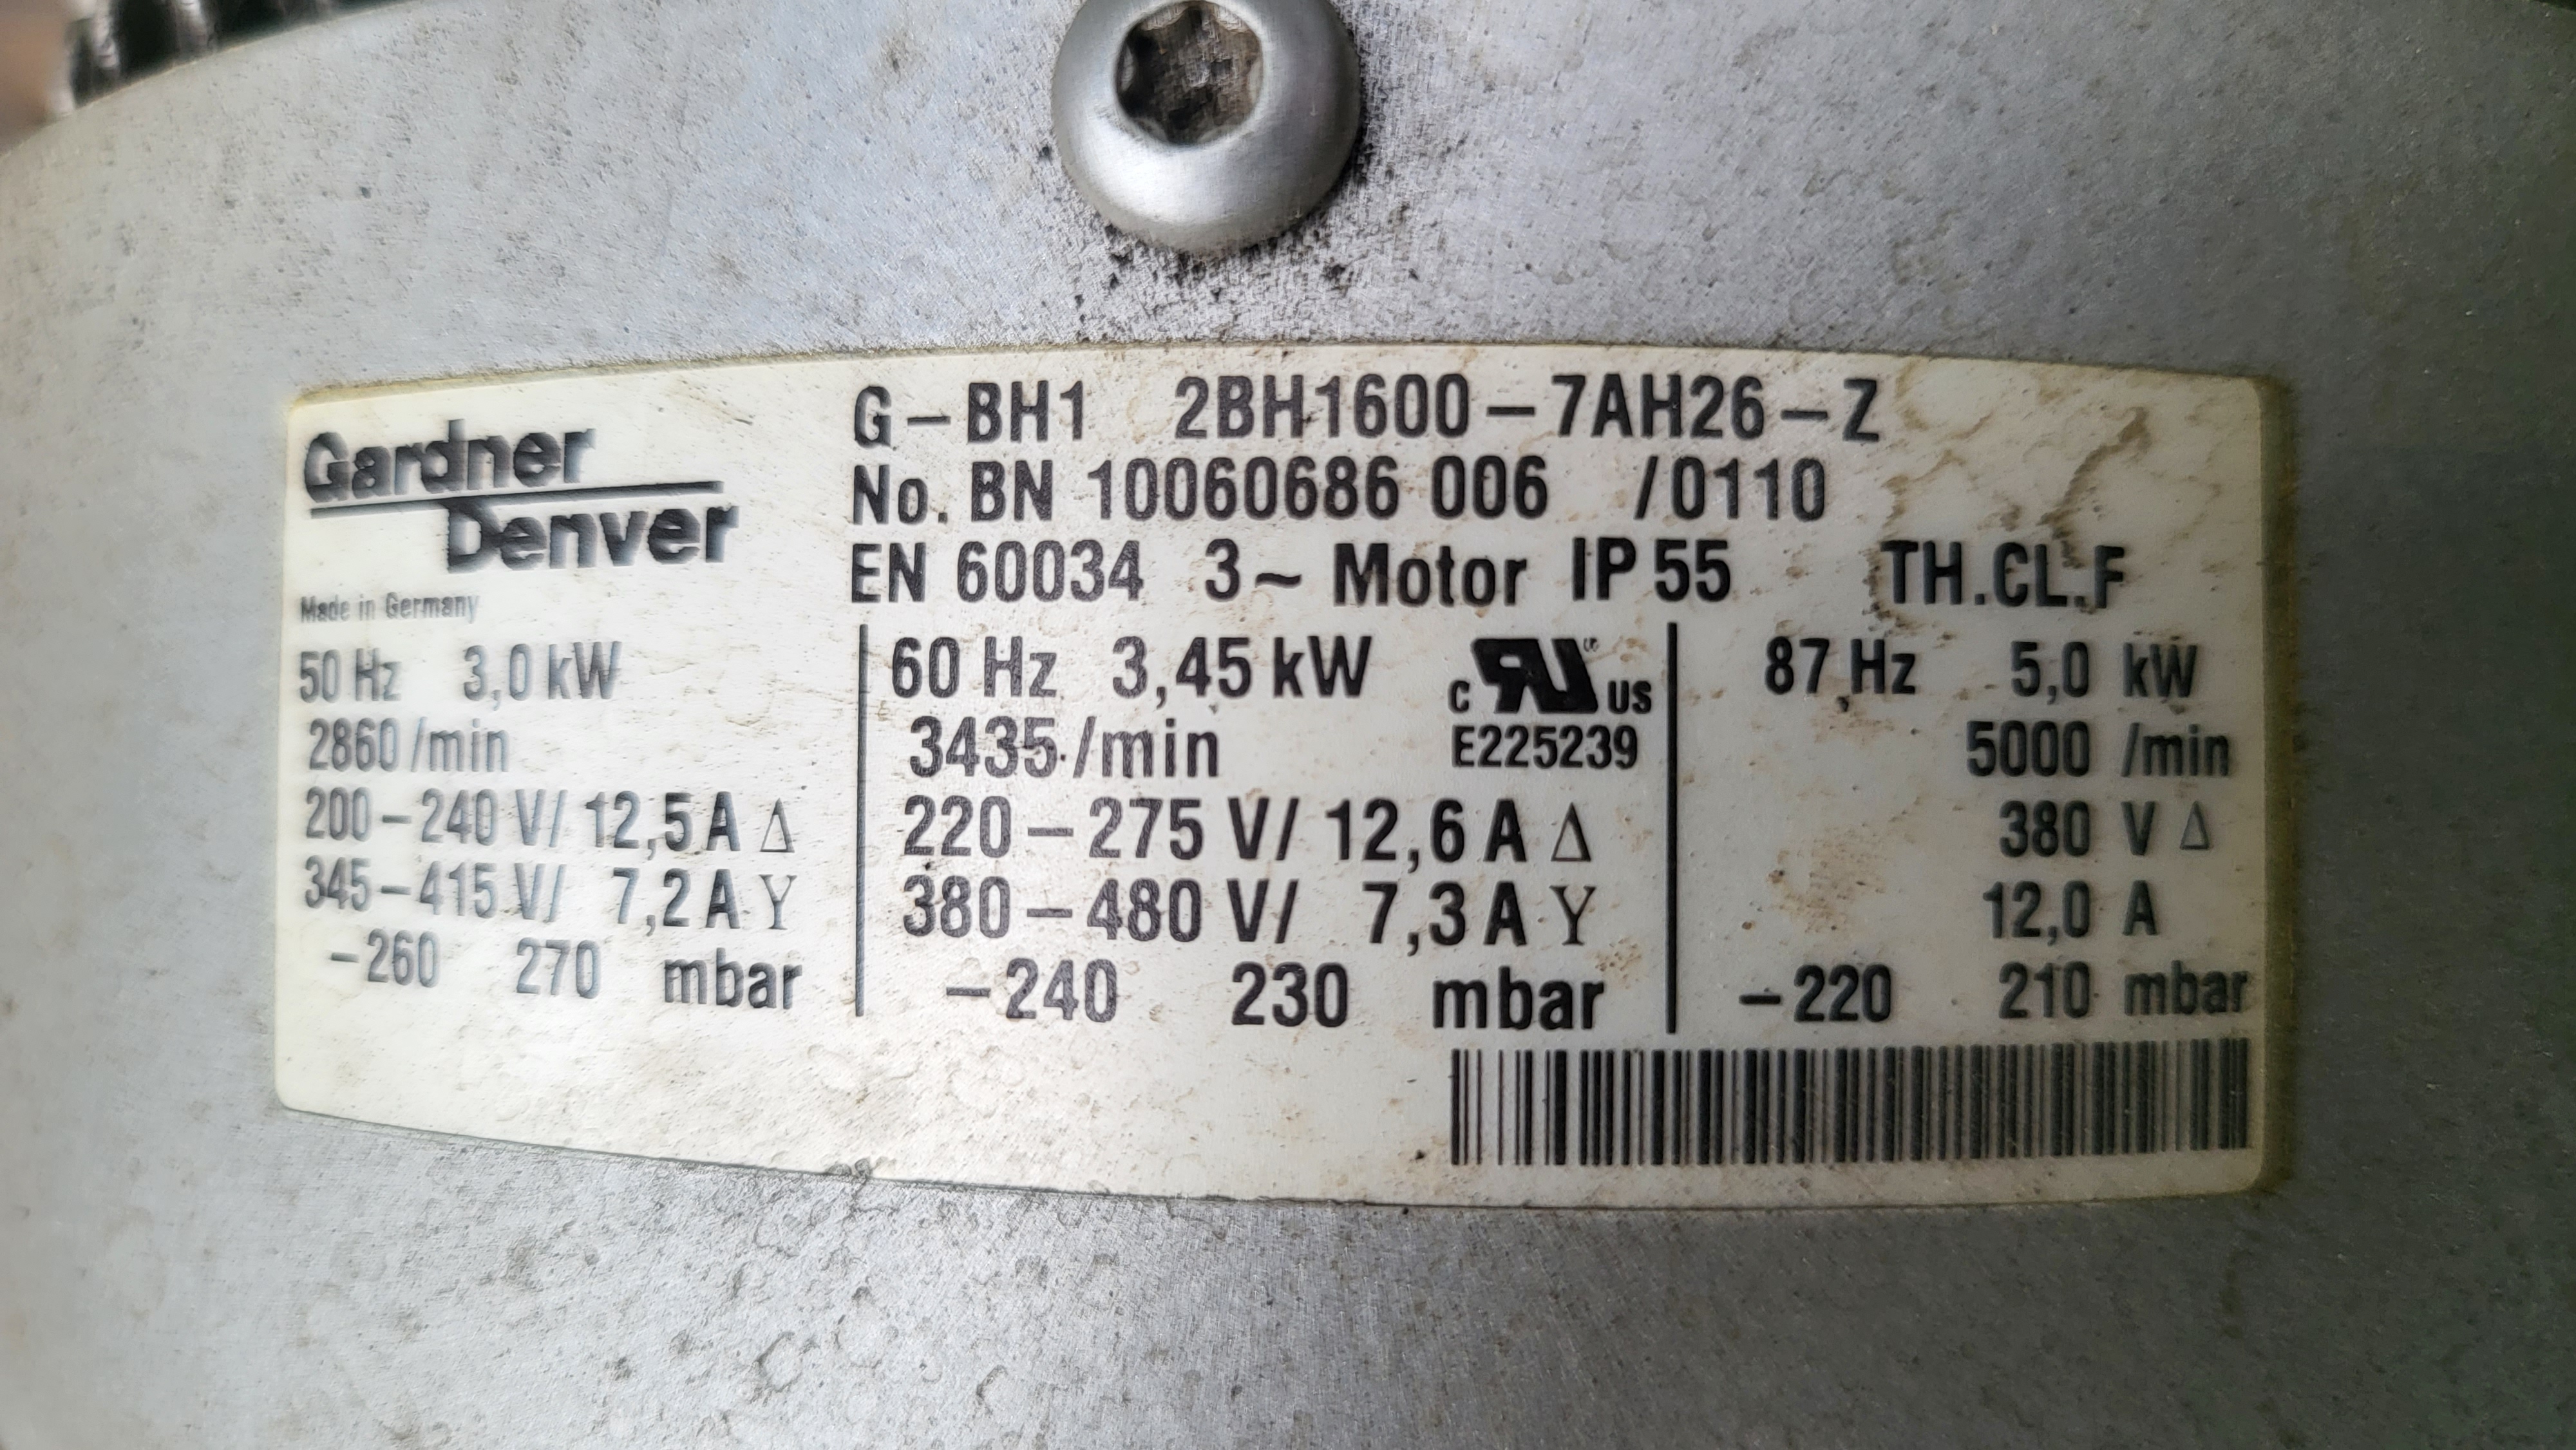 Gardner
Denver
Made in Germany
G-BH1 2BH1600-7AH26-Z
No. BN 10060686 006 /0110
EN 60034 3~ Motor IP 55 TH.CL.F
50 Hz 3,0 kW
2860 /min
200-240 V/ 12,5 A Δ
345-415 V/ 7,2 A Y
-260 270 mbar
60 Hz 3,45 kW
3435 /min
220-275 V/ 12,6 A Δ
380-480 V/ 7,3 A Y
-240 230 mbar
c RU us
E225239
87 Hz 5,0 kW
5000 /min
380 V Δ
12,0 A
-220 210 mbar